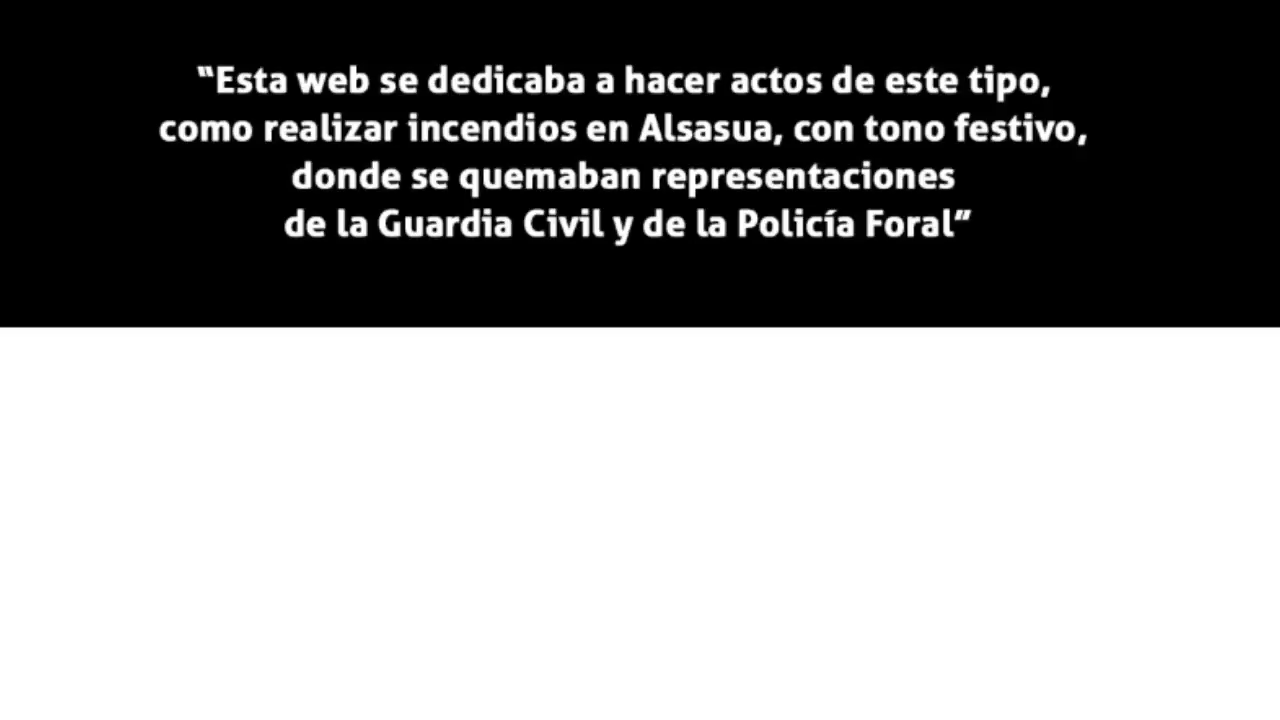 “Esta web se dedicaba a hacer actos de este tipo,
como realizar incendios en Alsasua, con tono festivo,
donde se quemaban representaciones
de la Guardia Civil y de la Policía Foral”